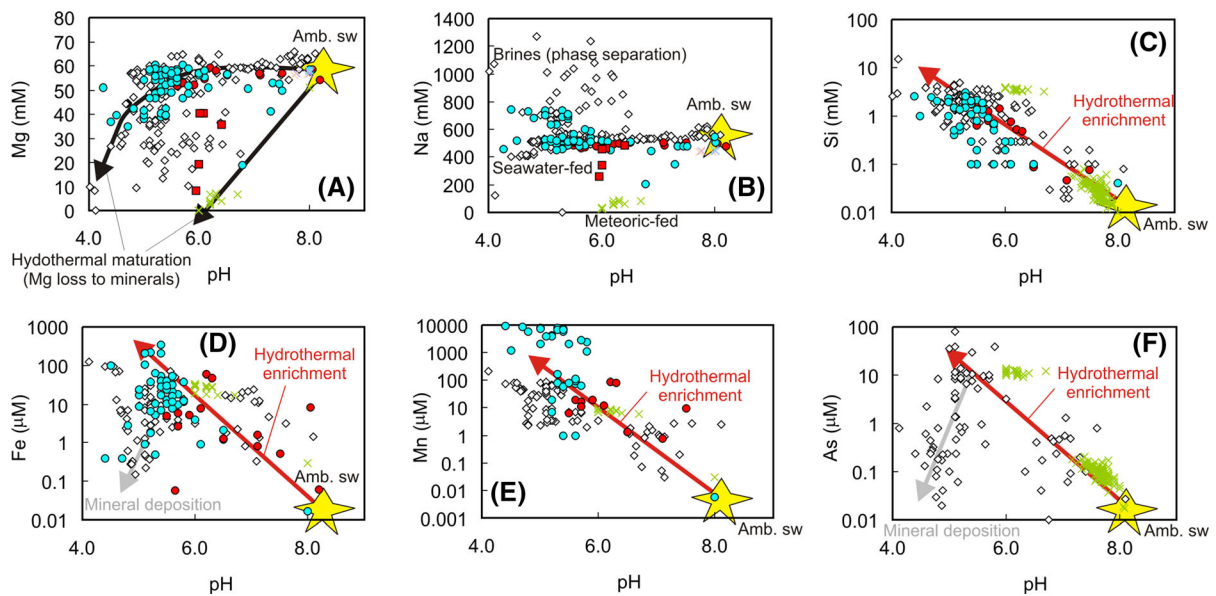 80
70
60
50
40
30
20
10
0
Mg (mM)
Amb. sw
(A)
4.0 6.0 8.0
Hydothermal maturation
(Mg loss to minerals)
pH
1400
1200
1000
800
600
400
200
0
Na (mM)
Brines (phase separation)
(B)
Amb. sw
Seawater-fed
Meteoric-fed
4.0 6.0 8.0
pH
100
10
1
0.1
0.01
Si (mM)
(C)
Hydrothermal
enrichment
4.0 6.0 8.0
Amb. sw
pH
1000
100
10
1
0.1
0.01
Fe (µM)
(D)
Hydrothermal
enrichment
Amb. sw
Mineral deposition
4.0 6.0 8.0
pH
10000
1000
100
10
1
0.1
0.01
0.001
Mn (µM)
Hydrothermal
enrichment
(E)
Amb. sw
4.0 6.0 8.0
pH
100
10
1
0.1
0.01
As (µM)
(F)
Hydrothermal
enrichment
Mineral deposition
Amb. sw
4.0 6.0 8.0
pH